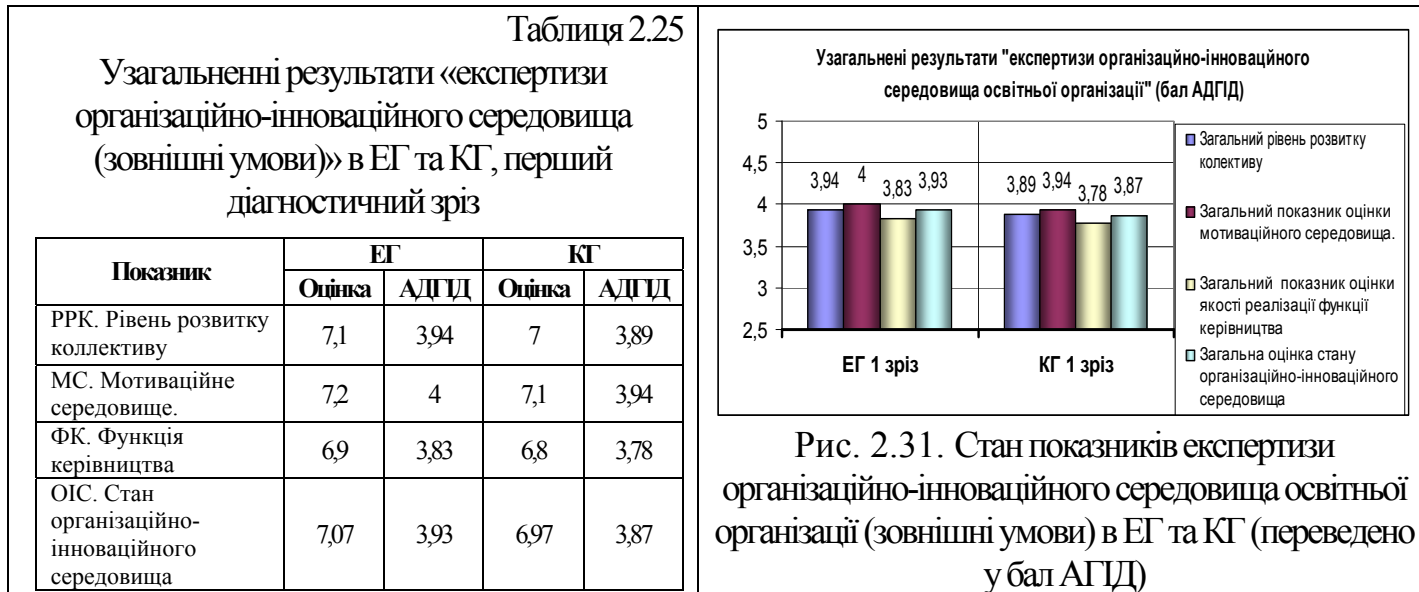 Таблиця 2.25
Узагальненні результати «експертизи
організаційно-інноваційного середовища
(зовнішні умови)» в ЕГ та КГ, перший
діагностичний зріз
Показник
ЕГ
КГ
Оцінка
АДГІД
Оцінка
АДГІД
РРК. Рівень розвитку
коллективу
7,1
3,94
7
3,89
МС. Мотиваційне
середовище.
7,2
4
7,1
3,94
ФК. Функція
керівництва
6,9
3,83
6,8
3,78
ОІС. Стан
організаційно-
інноваційного
середовища
7,07
3,93
6,97
3,87
Узагальнені результати "експертизи організаційно-інноваційного
середовища освітньої організації" (бал АДГІД)
5
4,5
4
3,5
3
2,5
3,94
4
3,83
3,93
3,89
3,94
3,78
3,87
ЕГ 1 зріз
КГ 1 зріз
Загальний рівень розвитку
колективу
Загальний показник оцінки
мотиваційного середовища.
Загальний показник оцінки
якості реалізації функції
керівництва
Загальна оцінка стану
організаційно-інноваційного
середовища
Рис. 2.31. Стан показників експертизи
організаційно-інноваційного середовища освітньої
організації (зовнішні умови) в ЕГ та КГ (переведено
у бал АГІД)